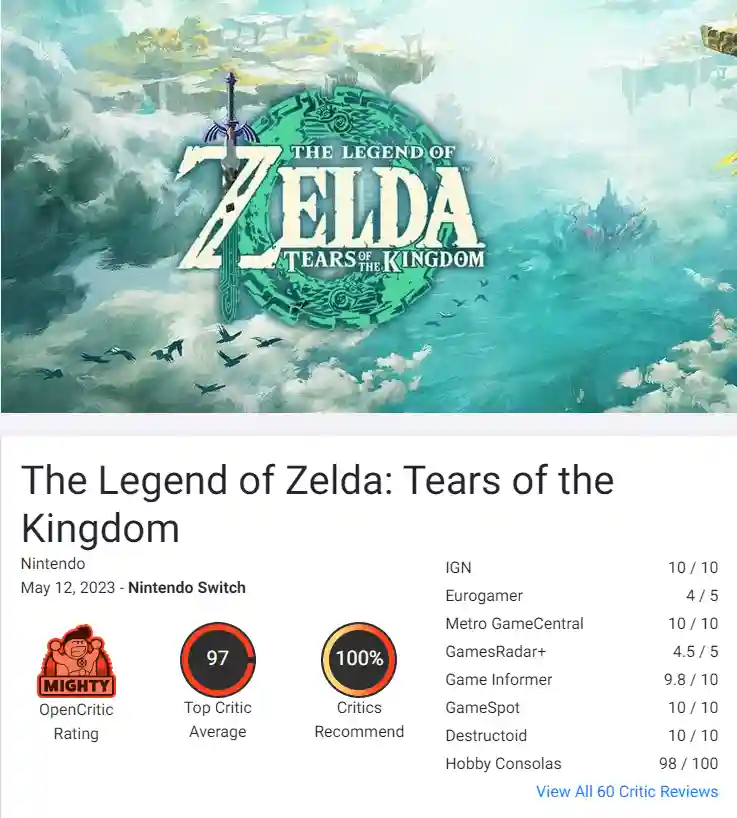 THE LEGEND OF
ZELDA
TEARS OF THE KINGDOM
The Legend of Zelda: Tears of the
Kingdom
Nintendo
May 12, 2023 - Nintendo Switch
MIGHTY
OpenCritic
Rating
97
Top Critic
Average
100%
Critics
Recommend
IGN 10 / 10
Eurogamer 4 / 5
Metro GameCentral 10 / 10
GamesRadar+ 4.5 / 5
Game Informer 9.8 / 10
GameSpot 10 / 10
Destructoid 10 / 10
Hobby Consolas 98 / 100
View All 60 Critic Reviews